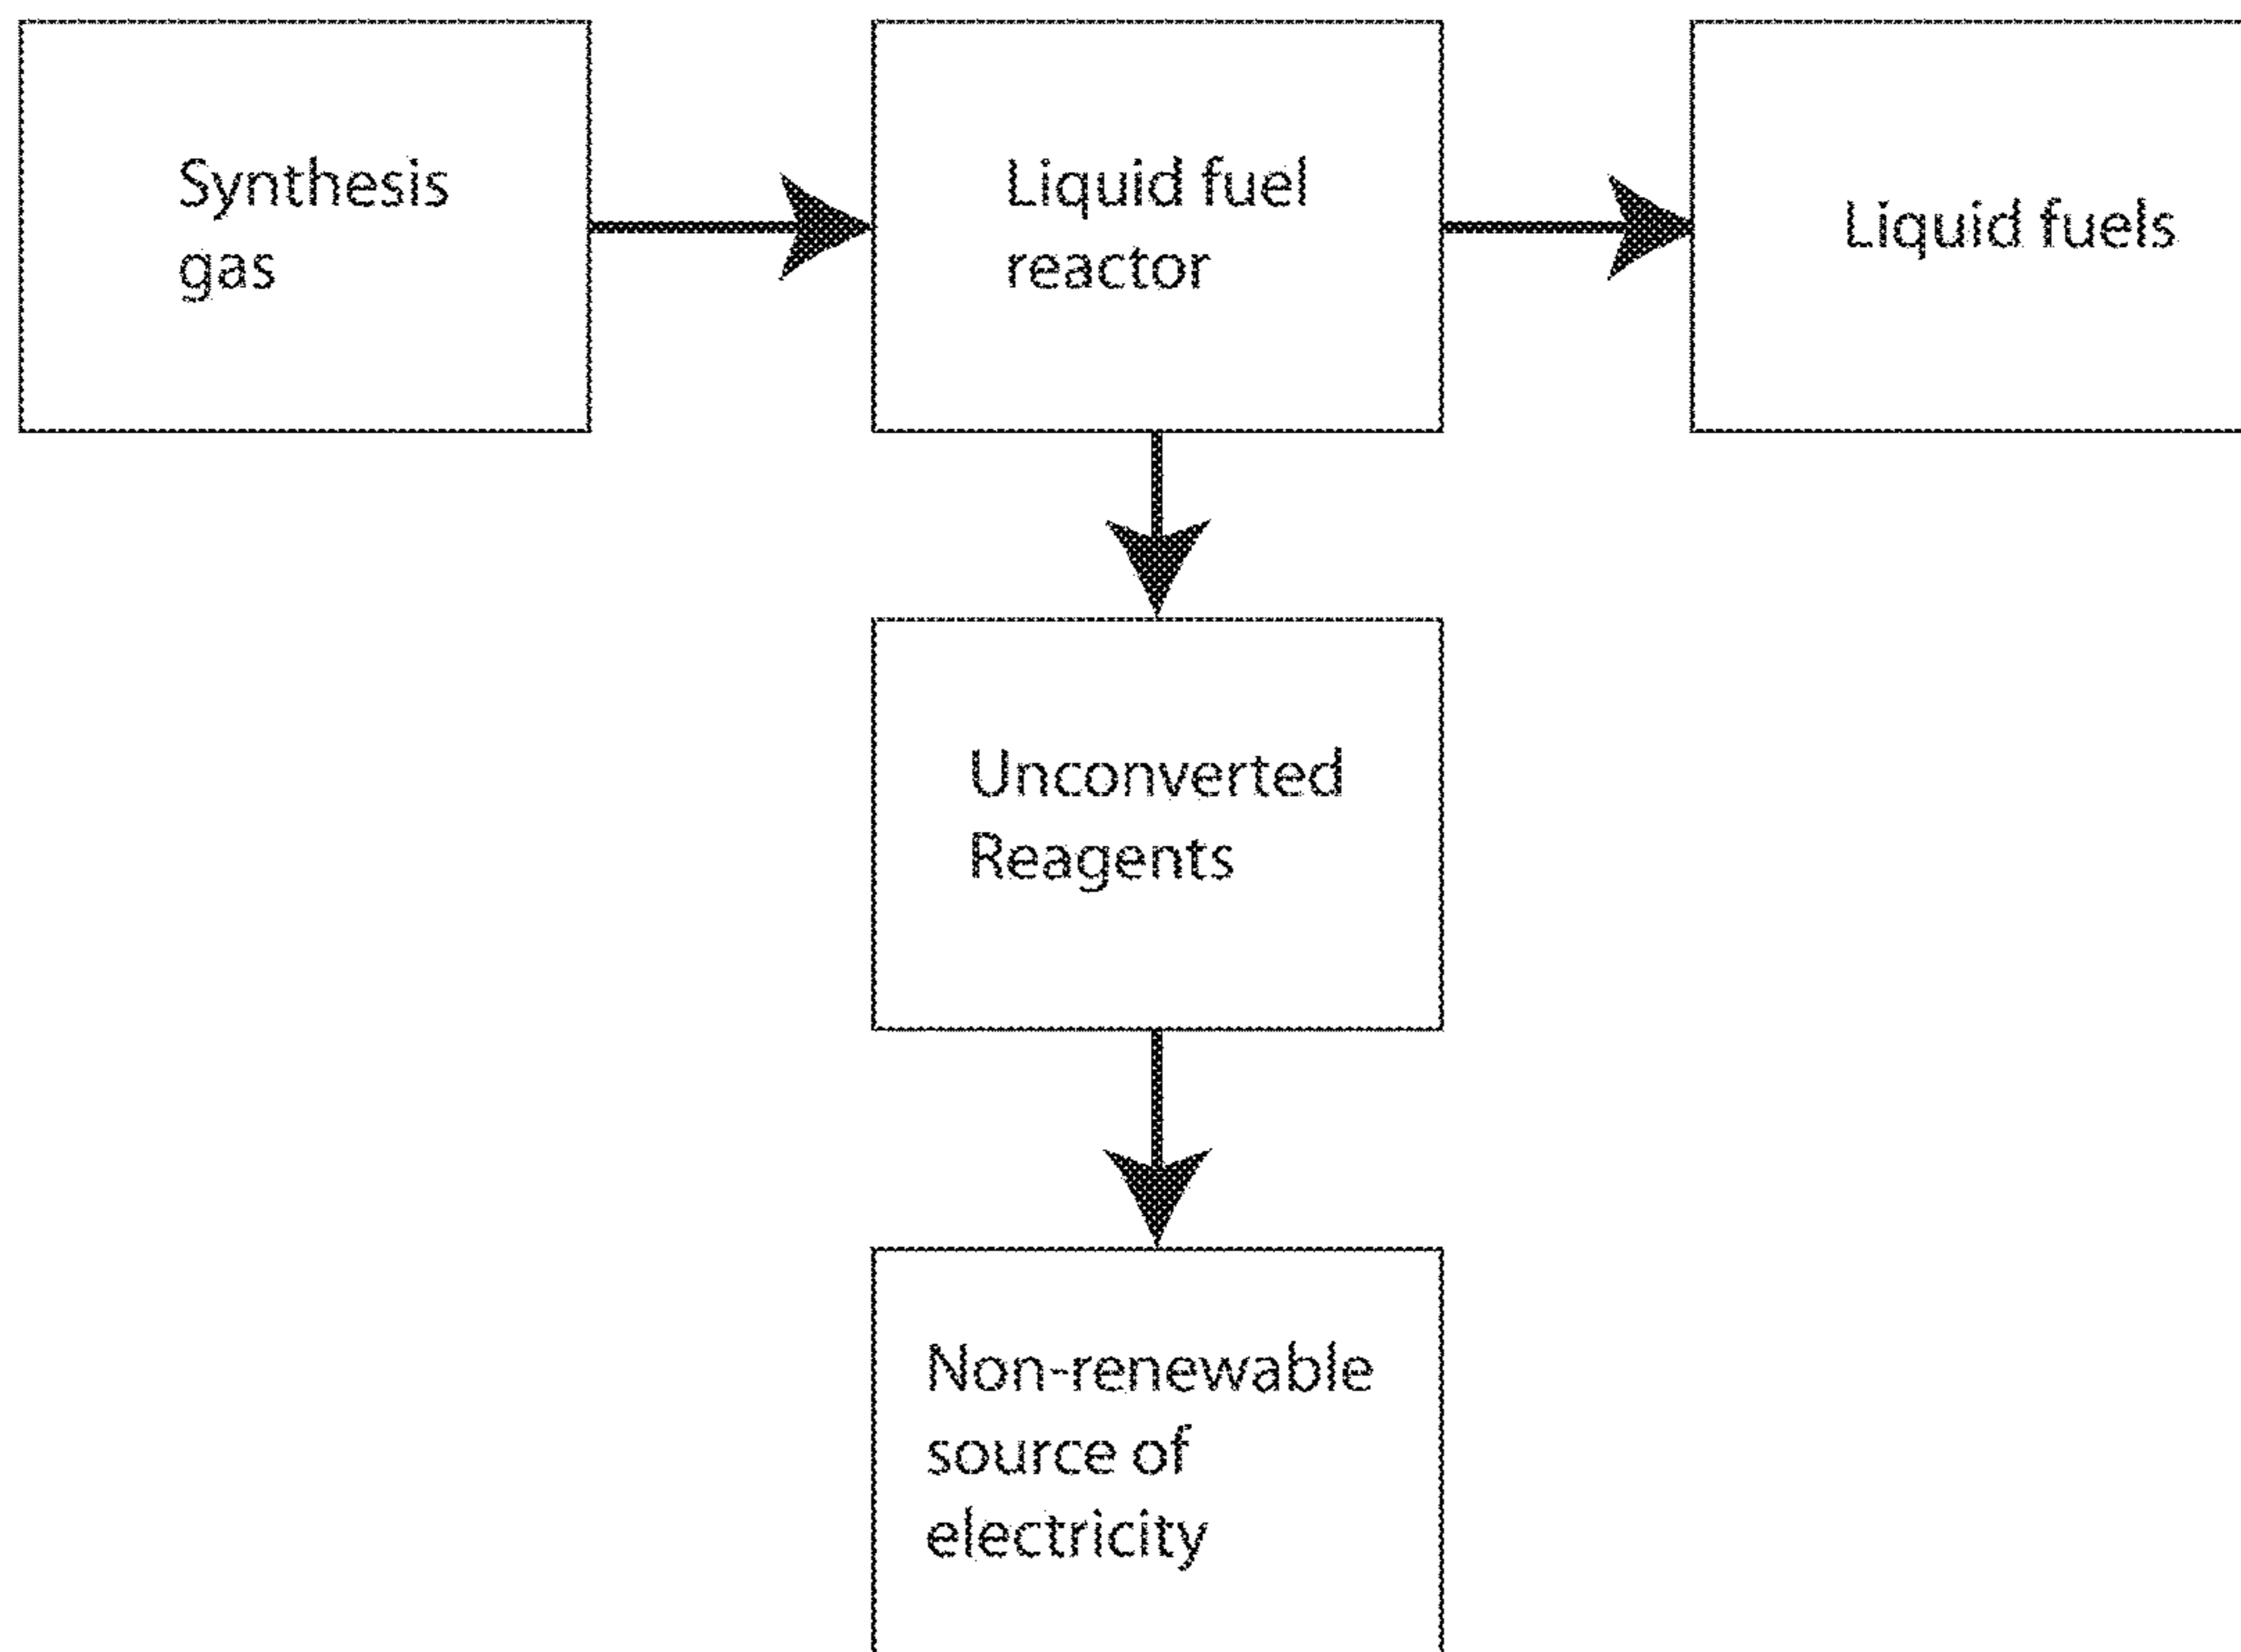 Synthesis
gas
Liquid fuel
reactor
Liquid fuels
Unconverted
Reagents
Non-renewable
source of
electricity